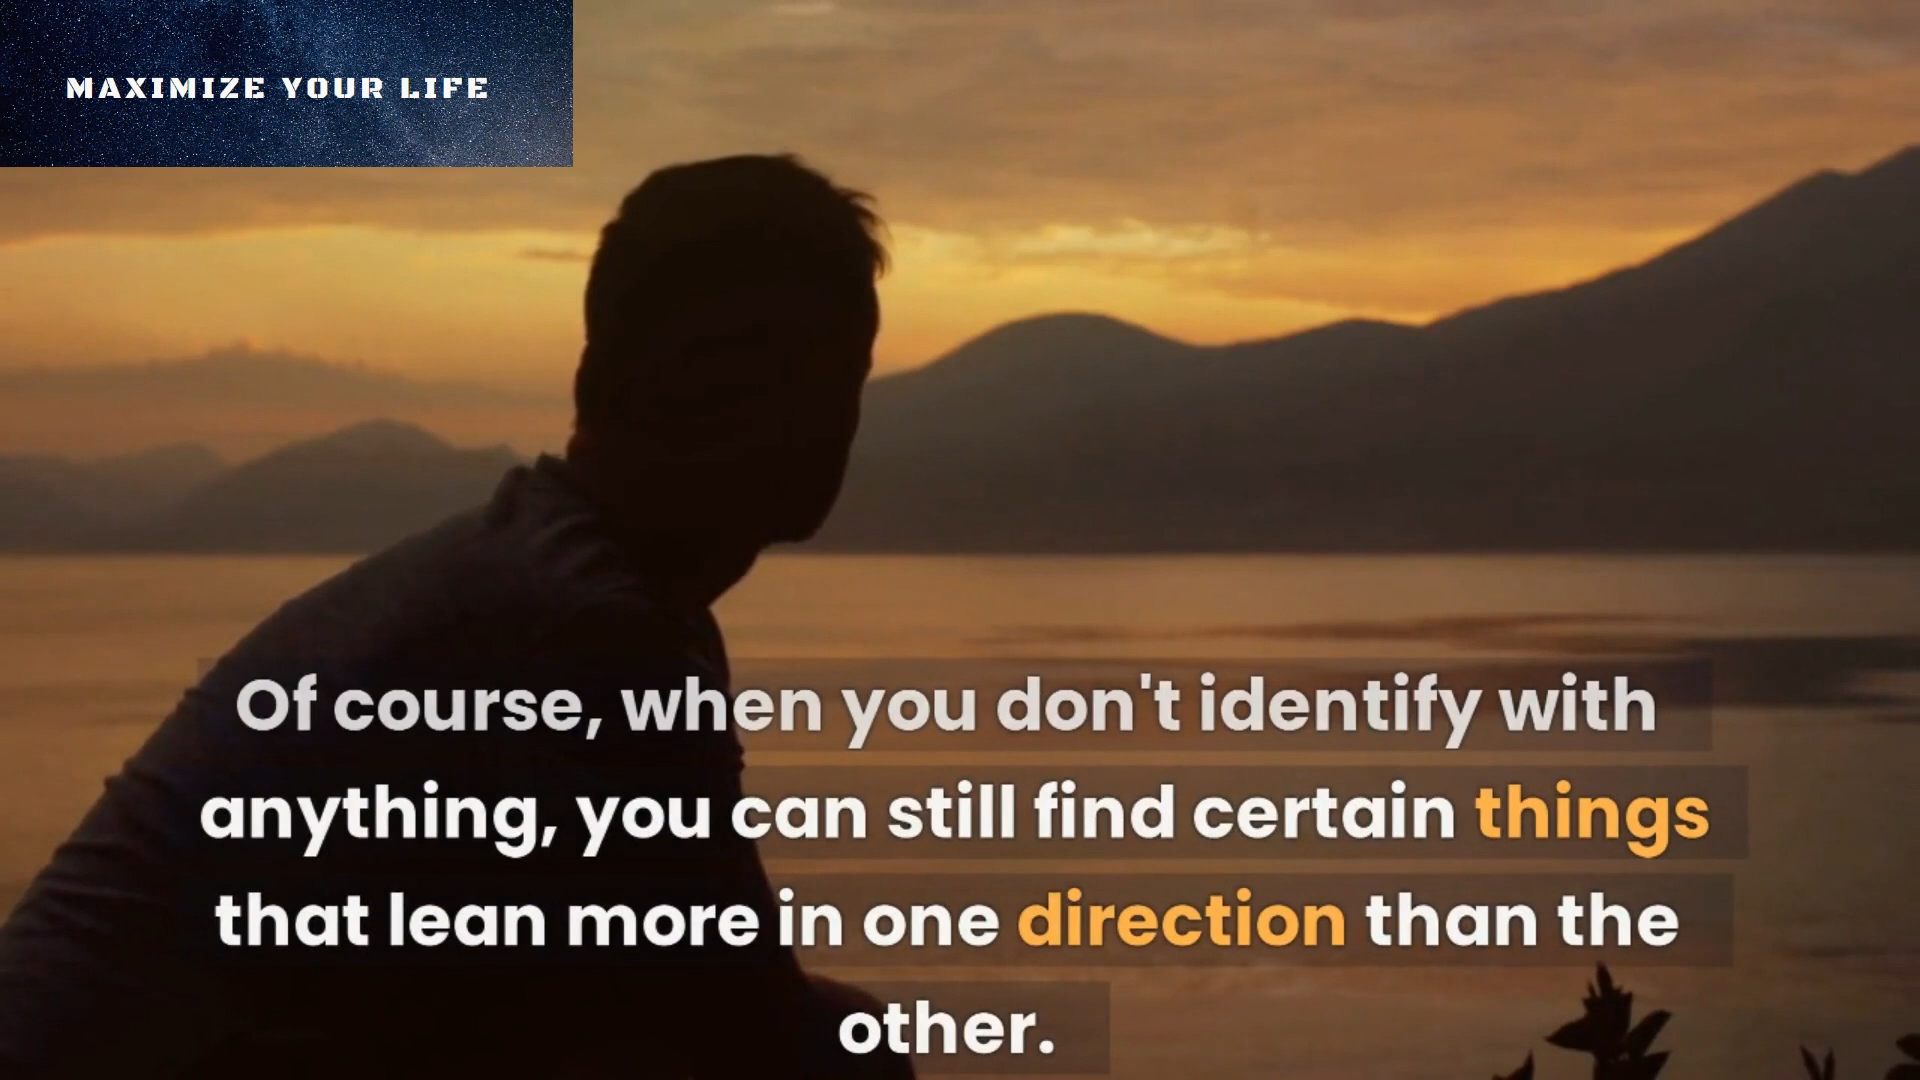 MAXIMIZE YOUR LIFE
Of course, when you don't identify with
anything, you can still find certain things
that lean more in one direction than the
other.